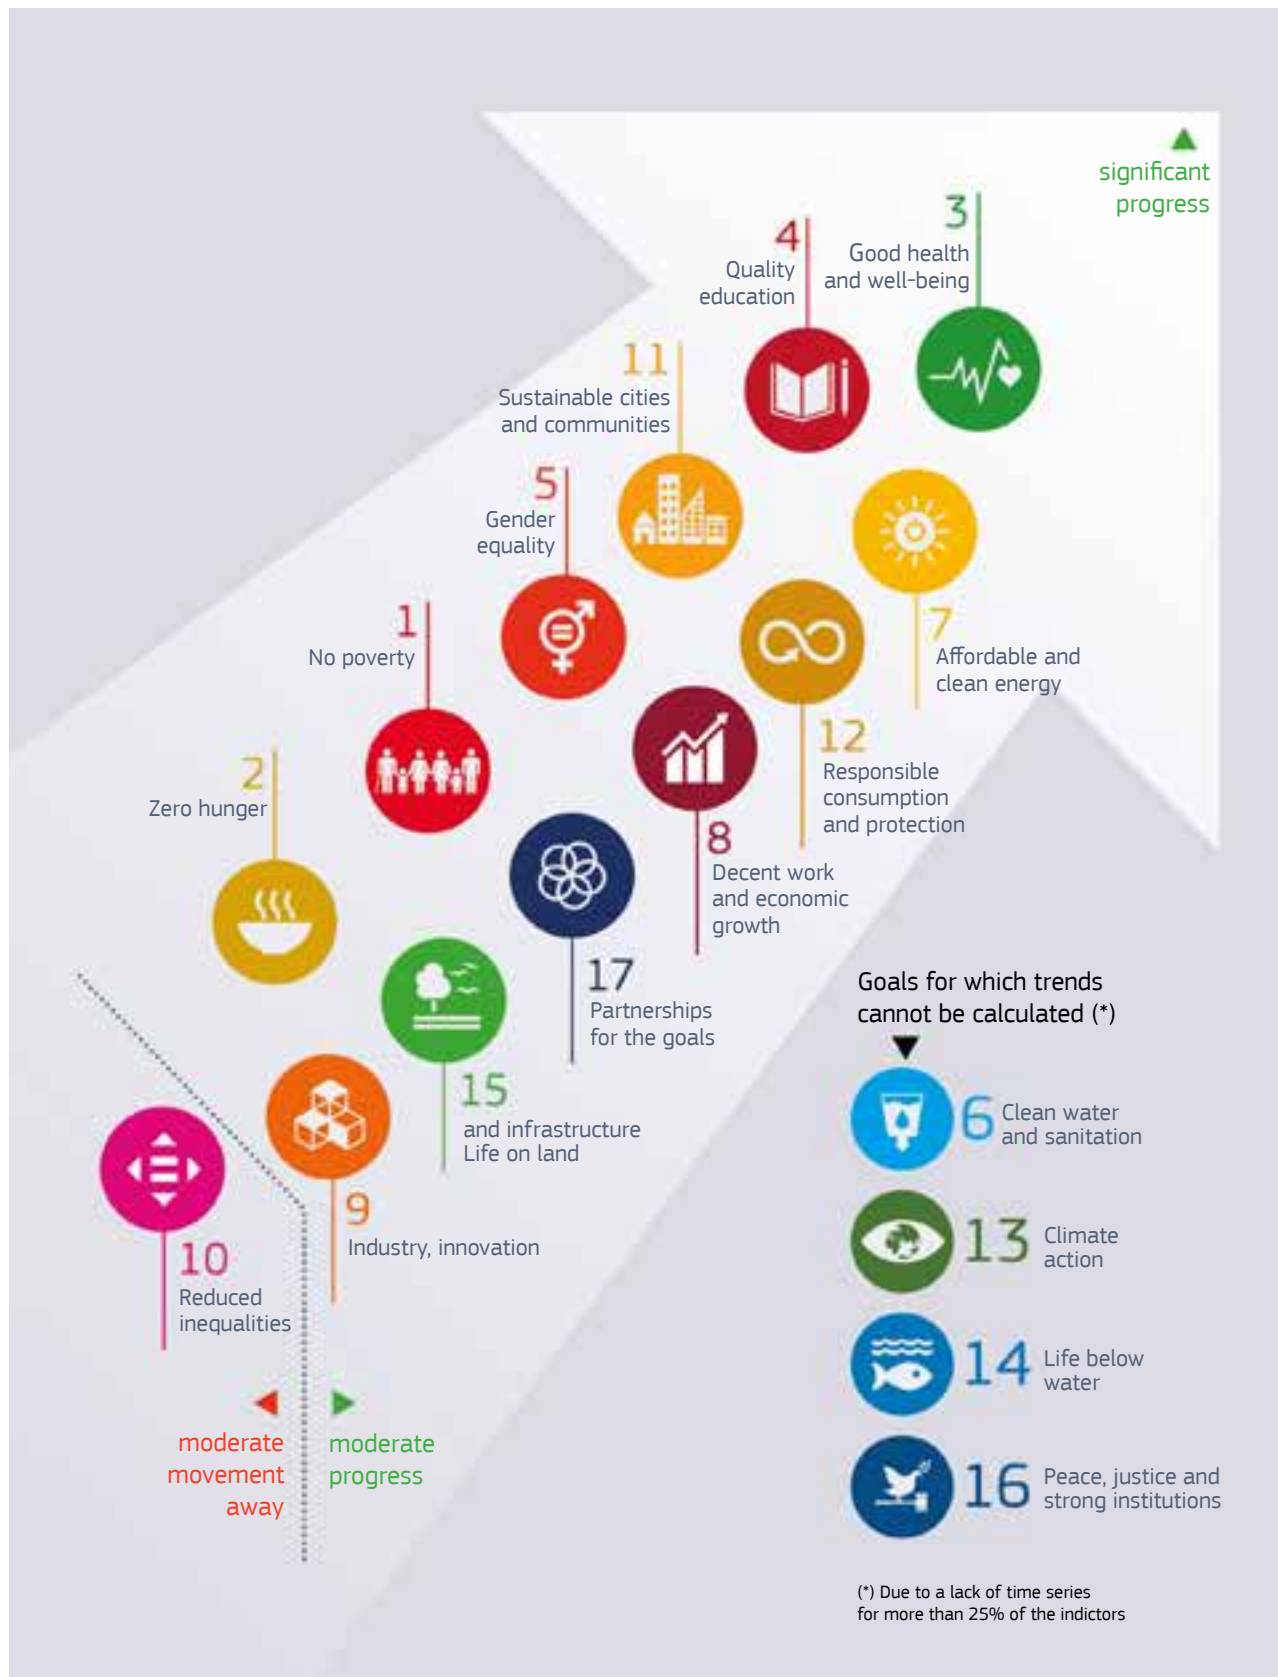 significant
progress
3
Good health
and well-being
4
Quality
education
11
Sustainable cities
and communities
5
Gender
equality
7
Affordable and
clean energy
1
No poverty
12
Responsible
consumption
and protection
2
Zero hunger
8
Decent work
and economic
growth
17
Partnerships
for the goals
15
and infrastructure
Life on land
9
Industry, innovation
10
Reduced
inequalities
moderate
movement
away
moderate
progress
Goals for which trends
cannot be calculated (*)
6 Clean water
and sanitation
13 Climate
action
14 Life below
water
16 Peace, justice and
strong institutions
(*) Due to a lack of time series
for more than 25% of the indictors